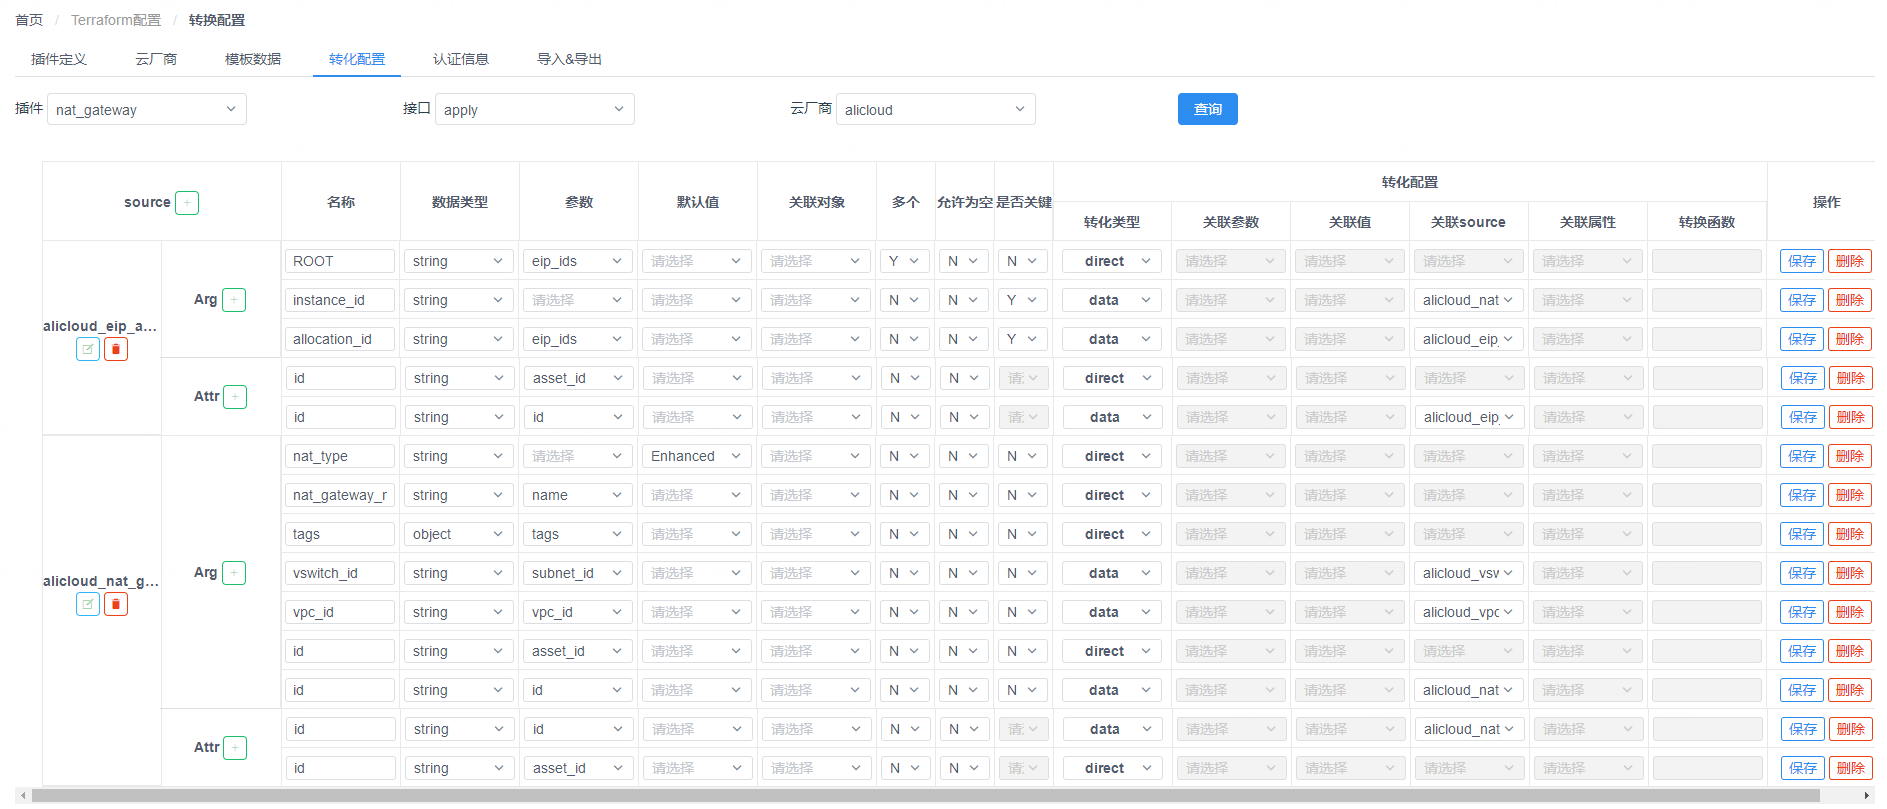 首页 / Terraform配置 / 转换配置
插件定义 云厂商 模板数据 转化配置 认证信息 导入&导出
插件 nat_gateway 接口 apply 云厂商 alicloud 查询
source + 名称 数据类型 参数 默认值 关联对象 多个 允许为空 是否关键 转化配置 操作
转化类型 关联参数 关联值 关联source 关联属性 转换函数
alicloud_eip_a...
Arg +
ROOT string eip_ids 请选择 请选择 Y N N direct 请选择 请选择 请选择 请选择 保存 删除
instance_id string 请选择 请选择 请选择 N N Y data 请选择 请选择 alicloud_nat 请选择 保存 删除
allocation_id string eip_ids 请选择 请选择 N N Y data 请选择 请选择 alicloud_eip_ 请选择 保存 删除
Attr +
id string asset_id 请选择 请选择 N N 请 direct 请选择 请选择 请选择 请选择 保存 删除
id string id 请选择 请选择 N N 请 data 请选择 请选择 alicloud_eip_ 请选择 保存 删除
alicloud_nat_g...
Arg +
nat_type string 请选择 Enhanced 请选择 N N N direct 请选择 请选择 请选择 请选择 保存 删除
nat_gateway_r string name 请选择 请选择 N N N direct 请选择 请选择 请选择 请选择 保存 删除
tags object tags 请选择 请选择 N N N direct 请选择 请选择 请选择 请选择 保存 删除
vswitch_id string subnet_id 请选择 请选择 N N N data 请选择 请选择 alicloud_vsw 请选择 保存 删除
vpc_id string vpc_id 请选择 请选择 N N N data 请选择 请选择 alicloud_vpc 请选择 保存 删除
id string asset_id 请选择 请选择 N N N direct 请选择 请选择 请选择 请选择 保存 删除
id string id 请选择 请选择 N N N data 请选择 请选择 alicloud_nat 请选择 保存 删除
Attr +
id string id 请选择 请选择 N N 请 data 请选择 请选择 alicloud_nat 请选择 保存 删除
id string asset_id 请选择 请选择 N N 请 direct 请选择 请选择 请选择 请选择 保存 删除